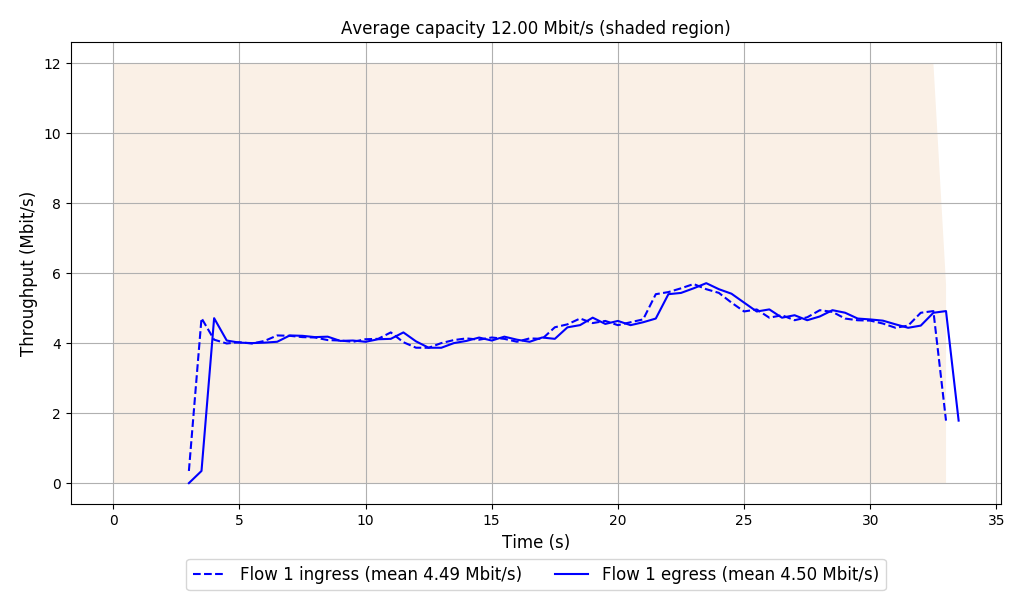 Average capacity 12.00 Mbit/s (shaded region)
Throughput (Mbit/s)
12
10
8
6
4
2
0
0 5 10 15 20 25 30 35
Time (s)
Flow 1 ingress (mean 4.49 Mbit/s) Flow 1 egress (mean 4.50 Mbit/s)